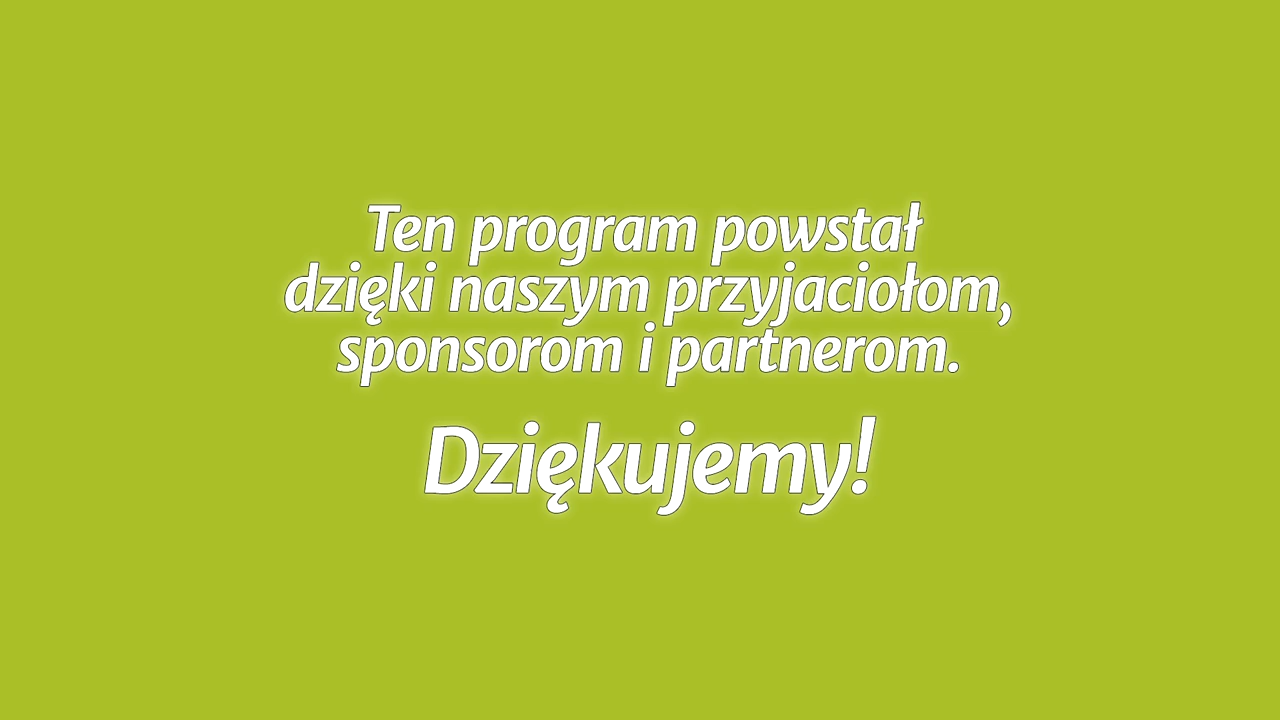 Ten program powstał
dzięki naszym przyjaciołom,
sponsorom i partnerom.
Dziękujemy!